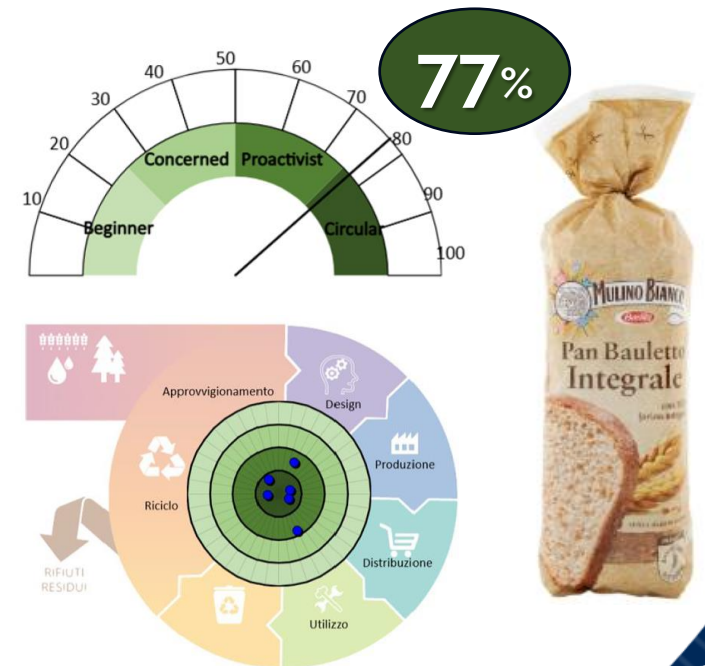 77%
50
40
60
30
70
20
80
10
90
100
Concerned
Proactivist
Beginner
Circular
MULINO BIANCO
Barilla
Pan Bauletto
Integrale
Approvvigionamento
Design
Produzione
Riciclo
Distribuzione
RIFIUTI
RESIDUI
Utilizzo